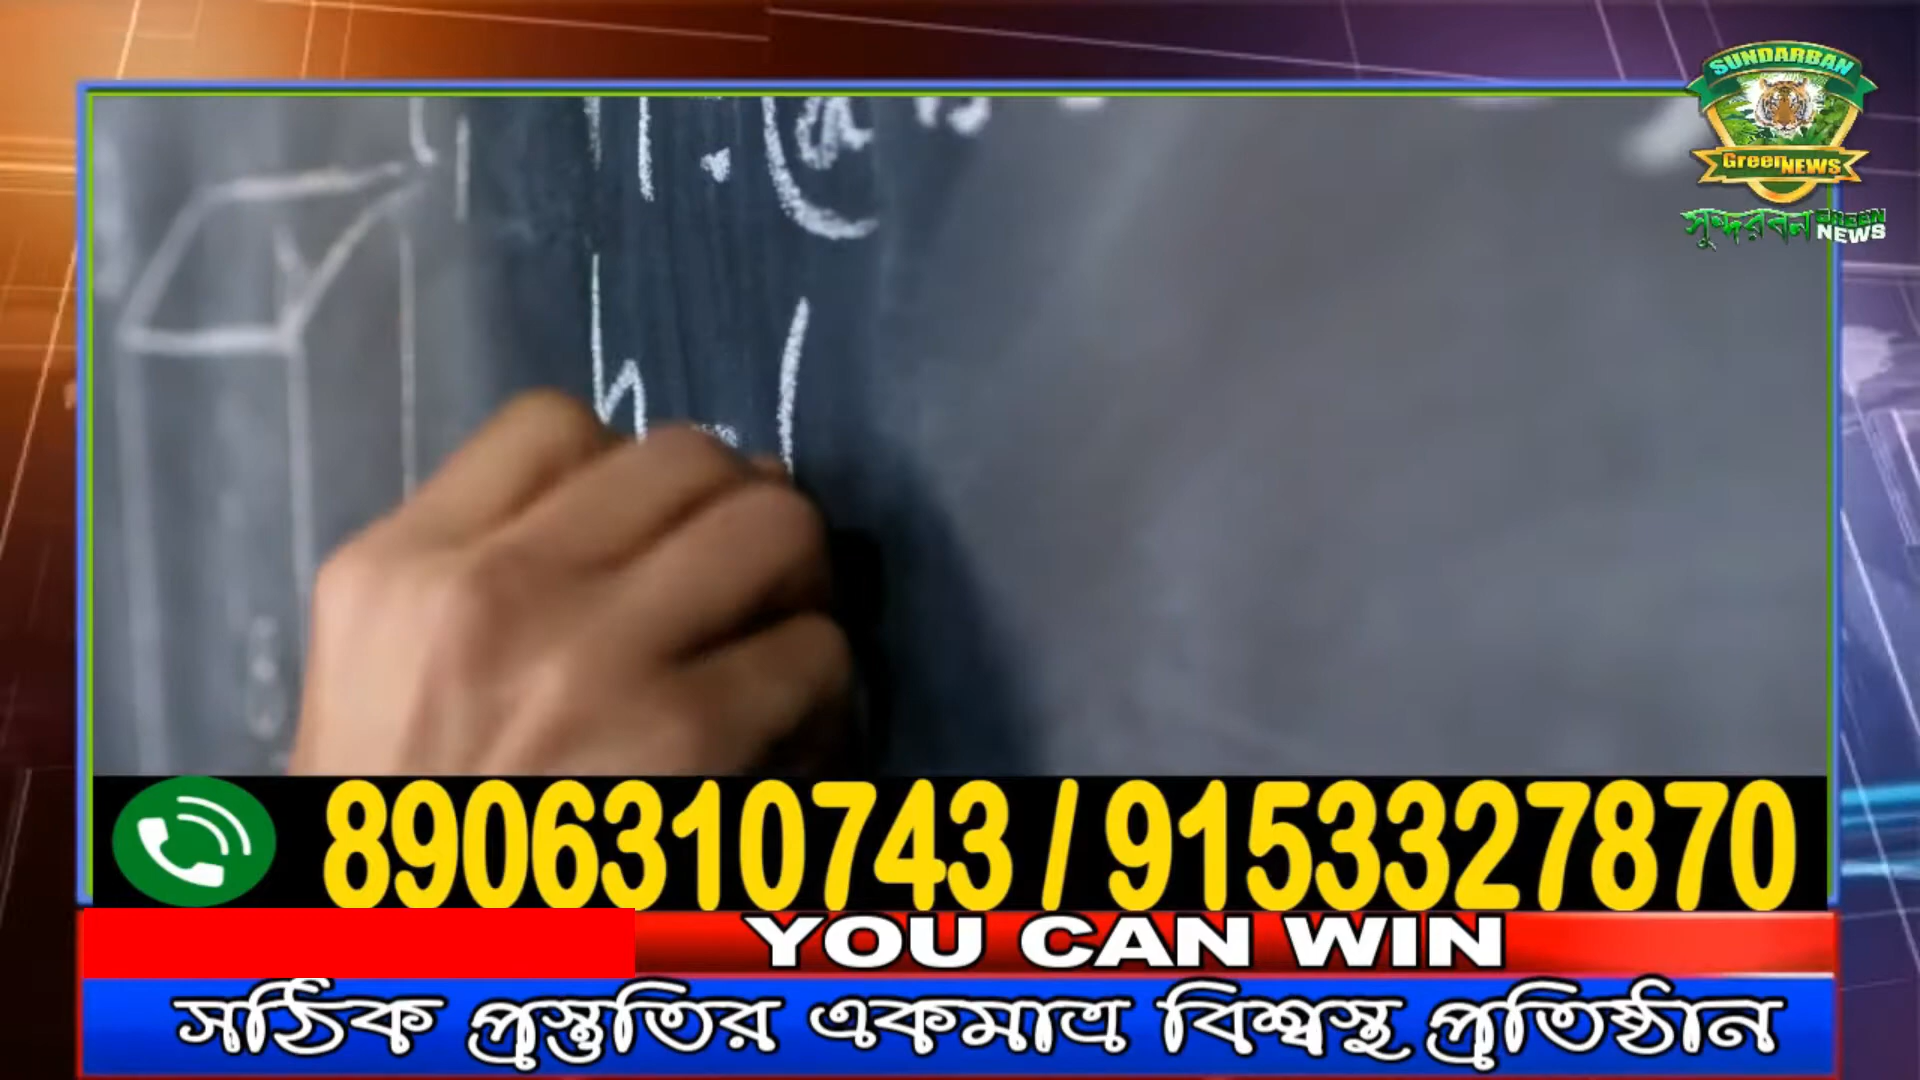 SUNDARBAN
Green NEWS
সুন্দরবন GREEN NEWS
8906310743 / 9153327870
YOU CAN WIN
সঠিক প্রস্তুতির একমাত্র বিশ্বস্থ প্রতিষ্ঠান